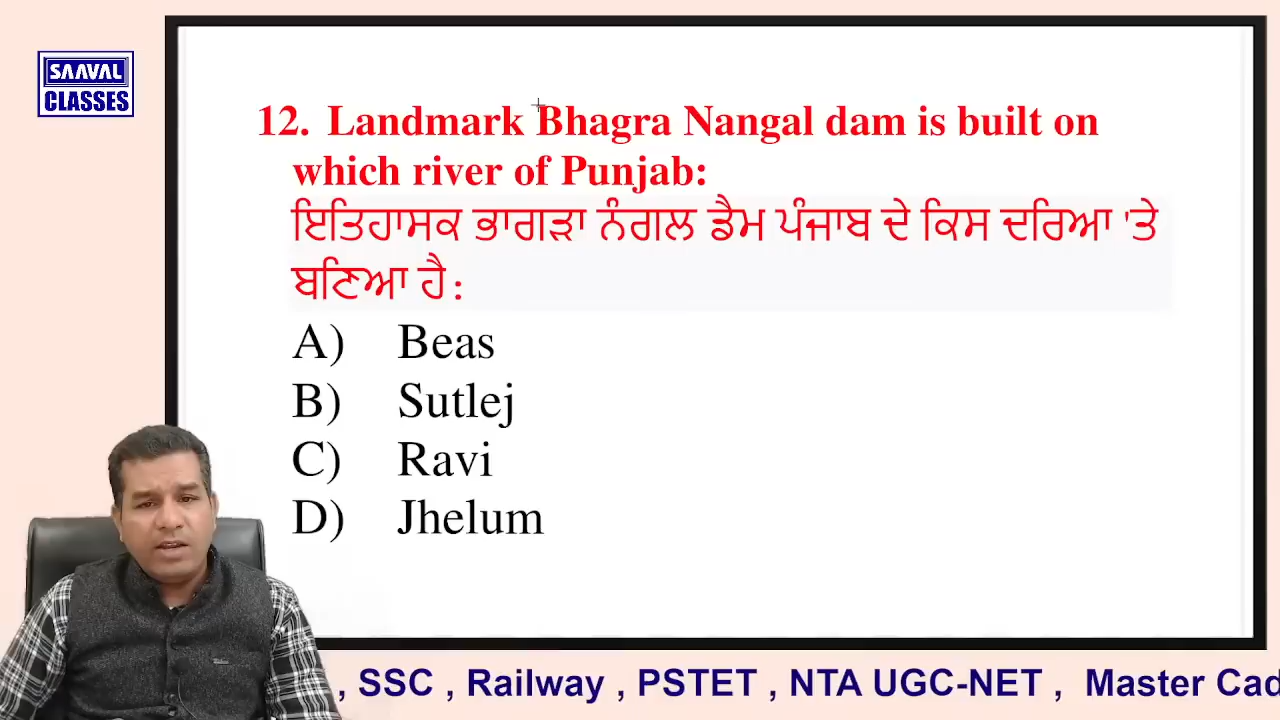 SAAVAL
CLASSES
12. Landmark Bhagra Nangal dam is built on
which river of Punjab:
ਇਤਿਹਾਸਕ ਭਾਗੜਾ ਨੰਗਲ ਡੈਮ ਪੰਜਾਬ ਦੇ ਕਿਸ ਦਰਿਆ 'ਤੇ
ਬਣਿਆ ਹੈ:
A) Beas
B) Sutlej
C) Ravi
D) Jhelum
, SSC , Railway , PSTET , NTA UGC-NET , Master Cad